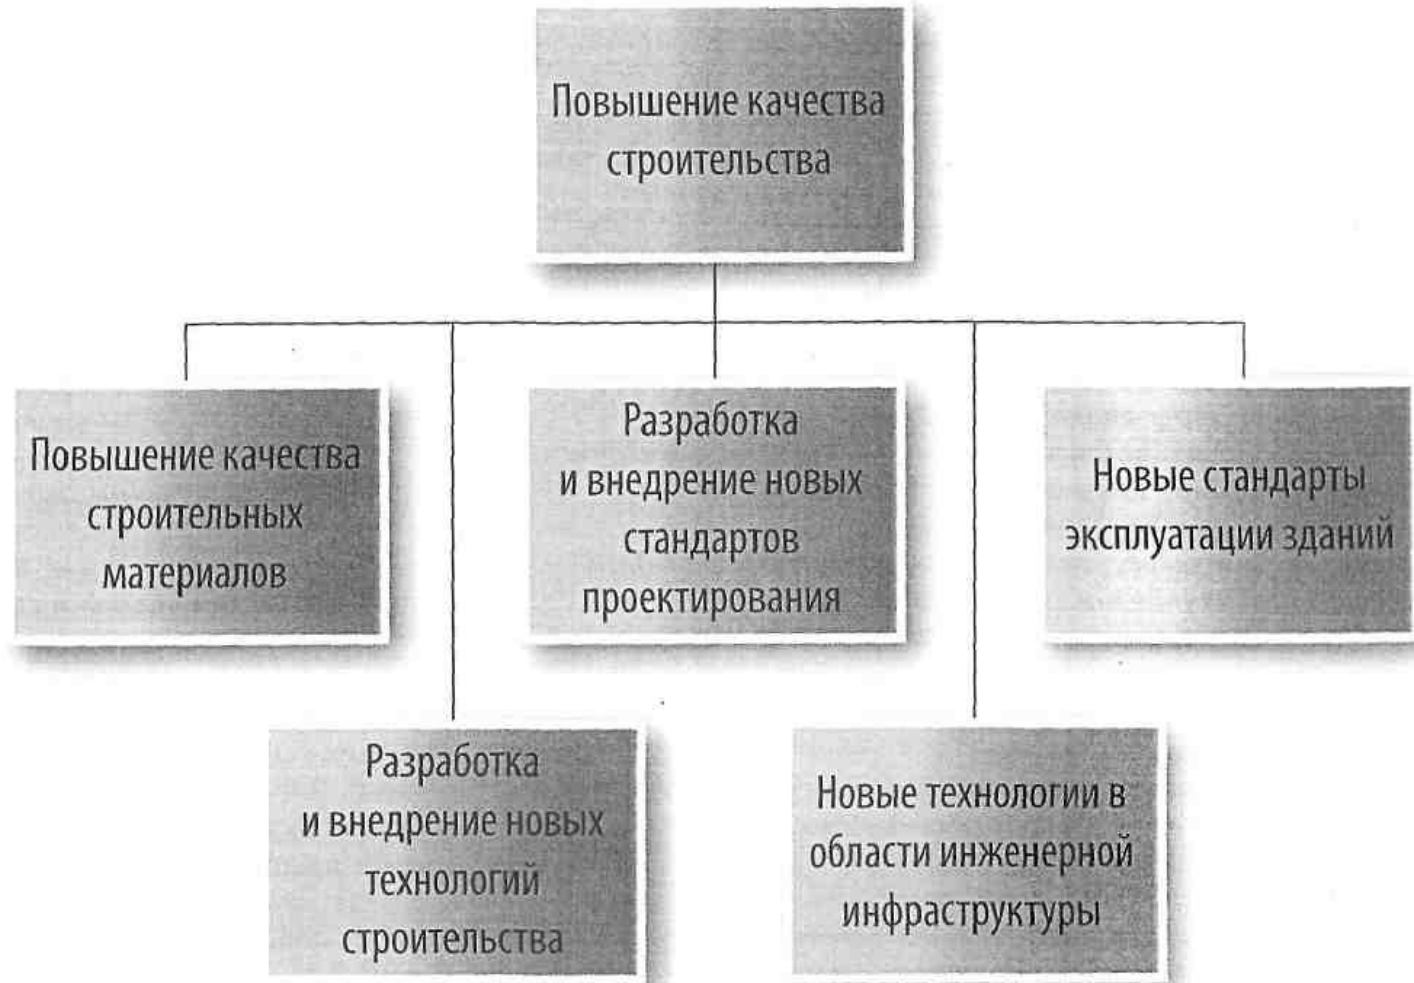 Повышение качества
строительства
Повышение качества
строительных
материалов
Разработка
и внедрение новых
стандартов
проектирования
Новые стандарты
эксплуатации зданий
Разработка
и внедрение новых
технологий
строительства
Новые технологии в
области инженерной
инфраструктуры